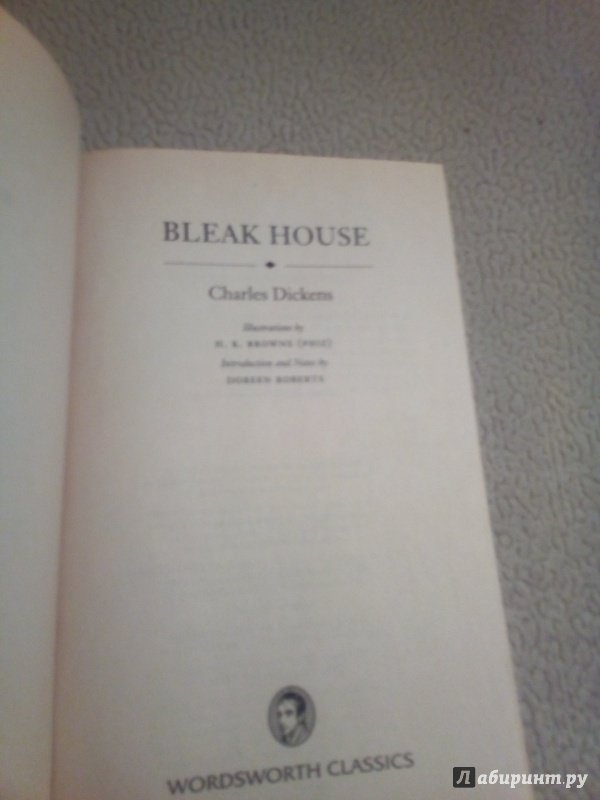 BLEAK HOUSE
Charles Dickens
Illustrations by
H. K. BROWNE (PHIZ)
Introduction and Notes by
DOREEN ROBERTS
WORDSWORTH CLASSICS
Лабиринт.ру